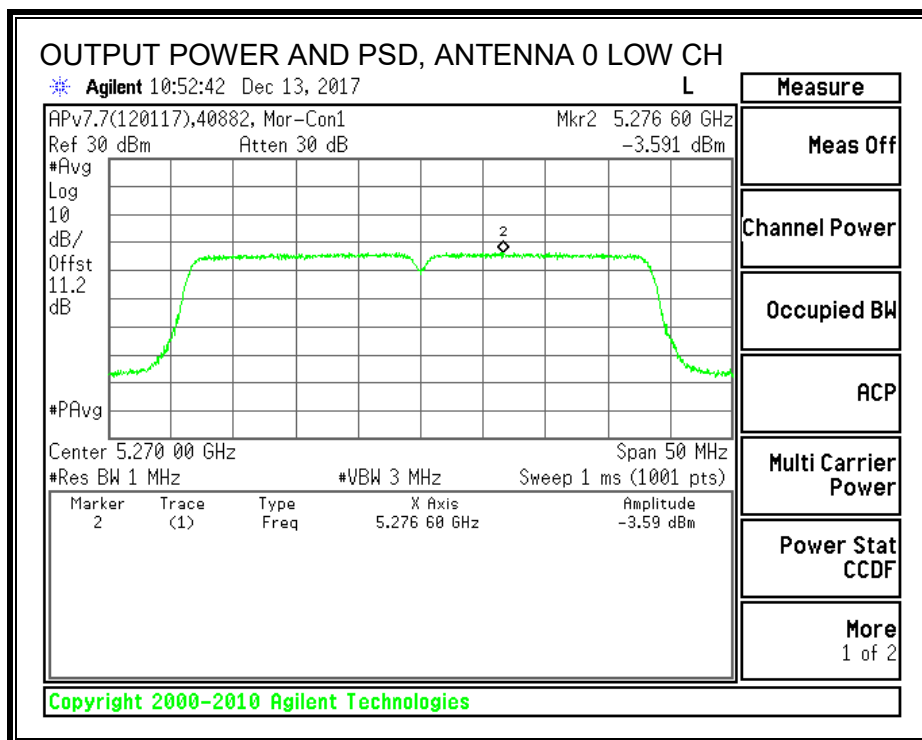 OUTPUT POWER AND PSD, ANTENNA 0 LOW CH
Agilent 10:52:42 Dec 13, 2017 L
APv7.7(120117),40882, Mor-Con1 Mkr2 5.276 60 GHz
Ref 30 dBm Atten 30 dB -3.591 dBm
#Avg
Log
10
dB/
Offst
11.2
dB
#PAvg
2
Center 5.270 00 GHz Span 50 MHz
#Res BW 1 MHz #VBW 3 MHz Sweep 1 ms (1001 pts)
Marker Trace Type X Axis Amplitude
2 (1) Freq 5.276 60 GHz -3.59 dBm
Measure
Meas Off
Channel Power
Occupied BW
ACP
Multi Carrier
Power
Power Stat
CCDF
More
1 of 2
Copyright 2000-2010 Agilent Technologies